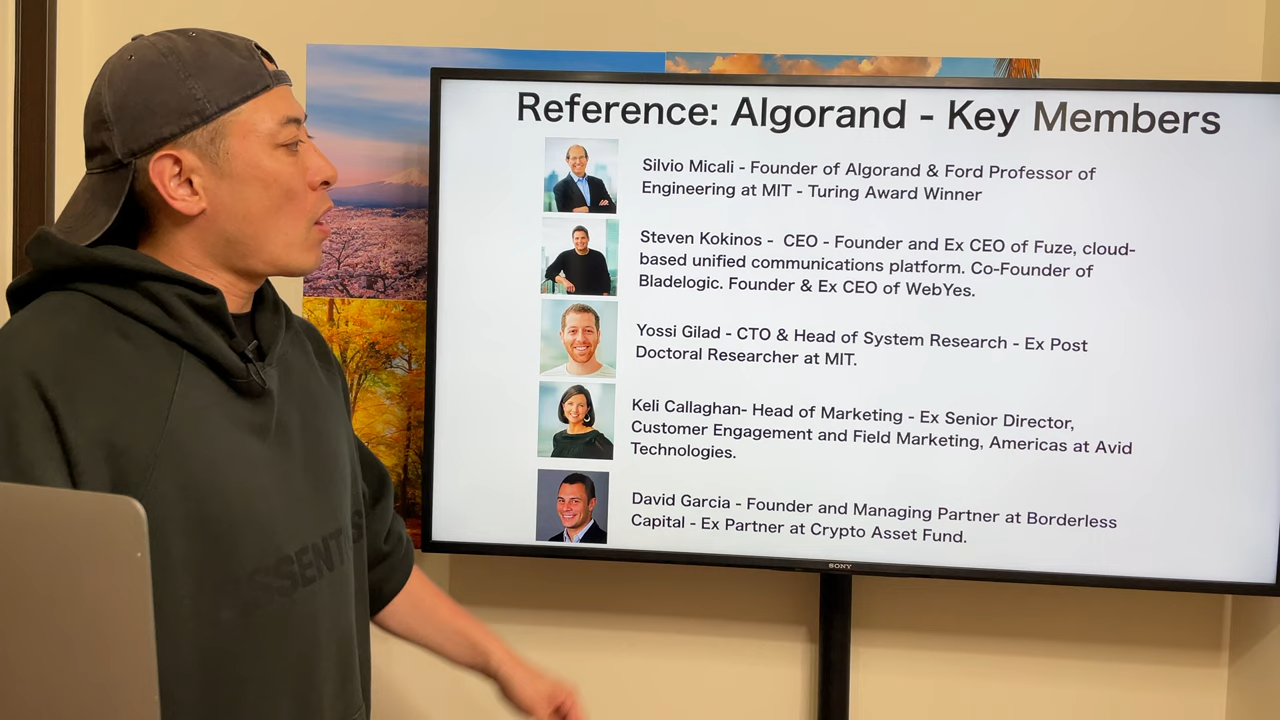 Reference: Algorand - Key Members
Silvio Micali - Founder of Algorand & Ford Professor of
Engineering at MIT - Turing Award Winner
Steven Kokinos - CEO - Founder and Ex CEO of Fuze, cloud-
based unified communications platform. Co-Founder of
Bladelogic. Founder & Ex CEO of WebYes.
Yossi Gilad - CTO & Head of System Research - Ex Post
Doctoral Researcher at MIT.
Keli Callaghan- Head of Marketing - Ex Senior Director,
Customer Engagement and Field Marketing, Americas at Avid
Technologies.
David Garcia - Founder and Managing Partner at Borderless
Capital - Ex Partner at Crypto Asset Fund.
SONY